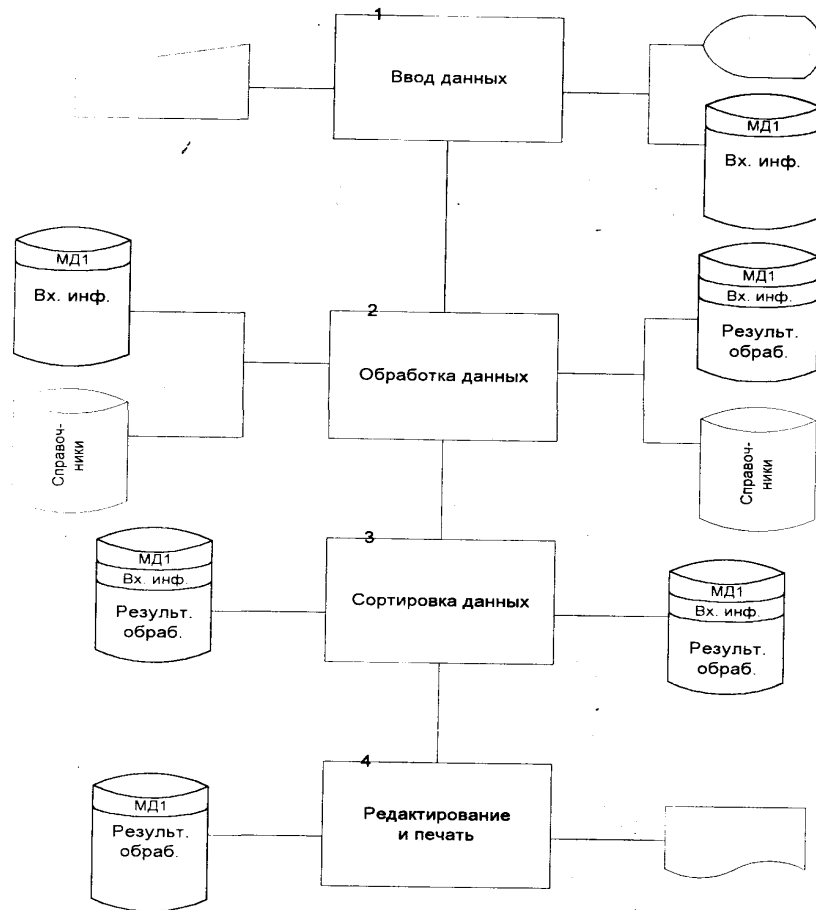 1
Ввод данных
МД1
Вх. инф.
МД1
Вх. инф.
2
Обработка данных
МД1
Вх. инф.
Результ.
обраб.
Справоч-
ники
Справоч-
ники
3
Сортировка данных
МД1
Вх. инф.
Результ.
обраб.
МД1
Вх. инф.
Результ.
обраб.
4
Редактирование
и печать
МД1
Результ.
обраб.